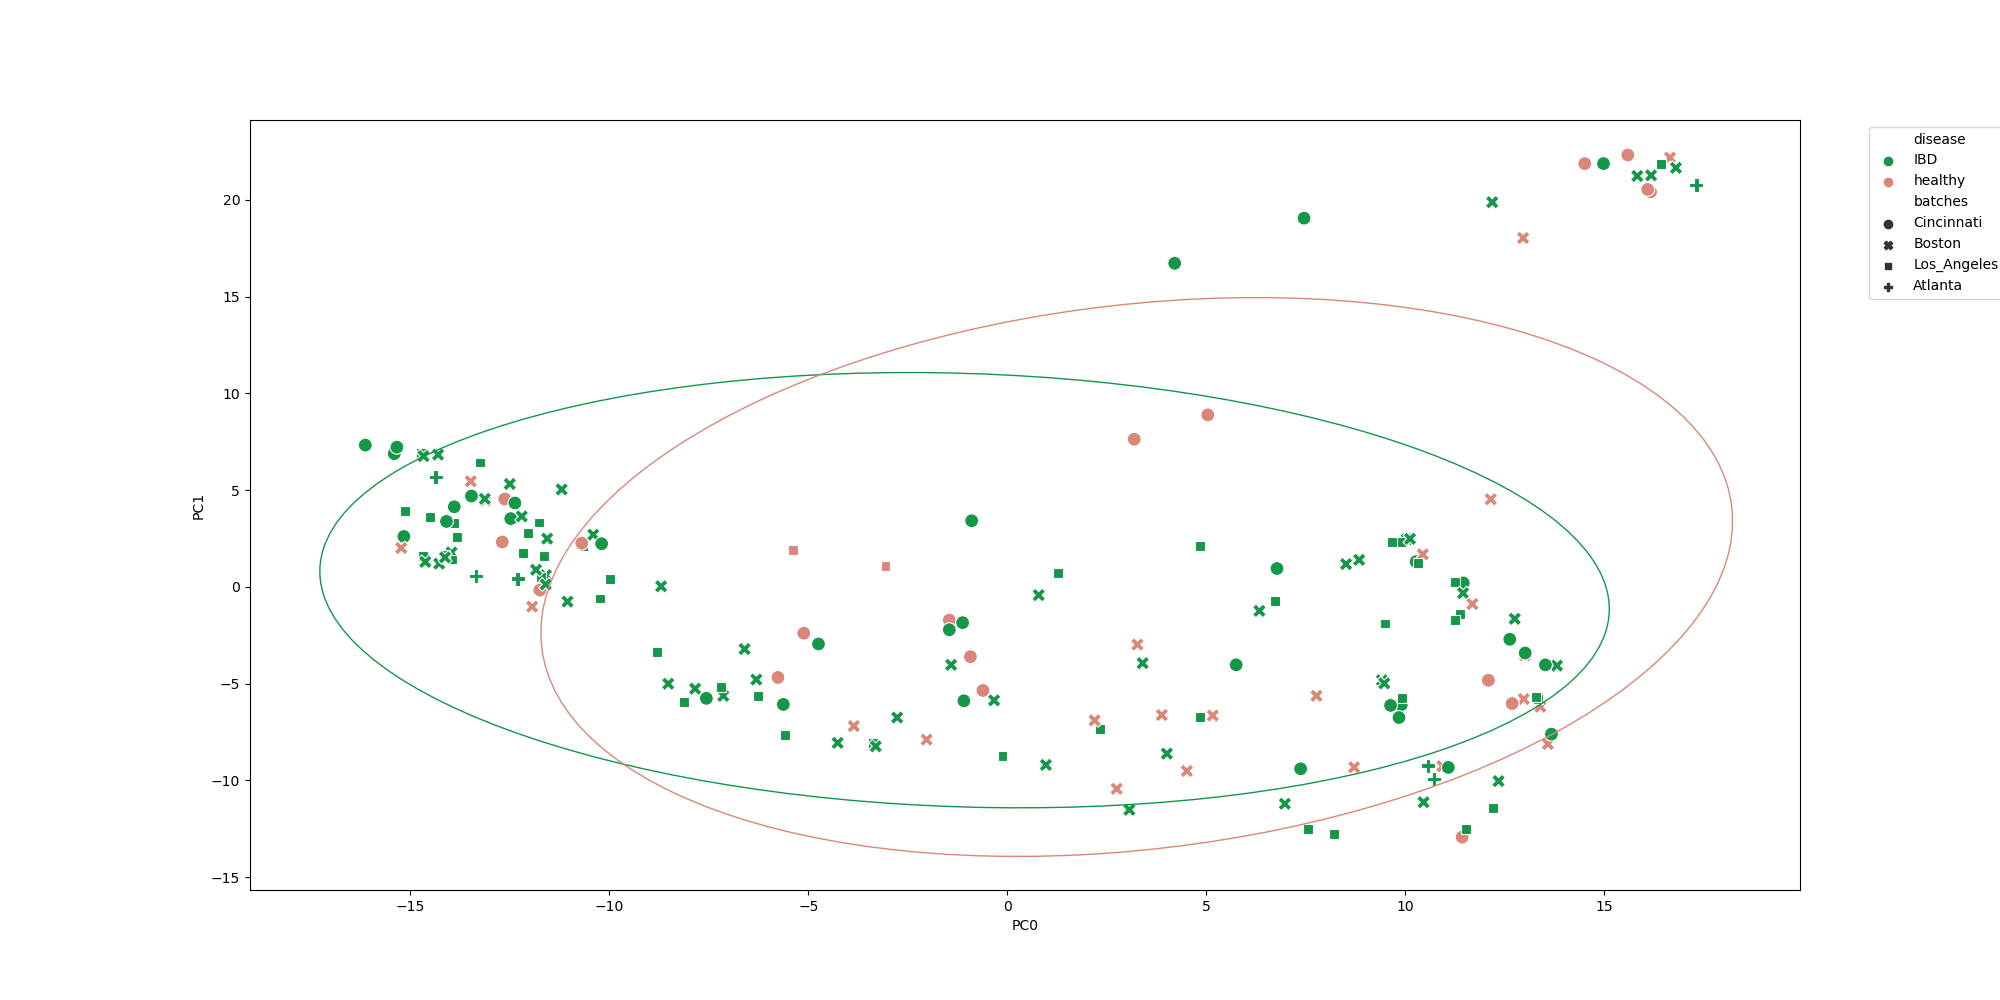 disease
IBD
healthy
batches
Cincinnati
Boston
Los_Angeles
Atlanta
20
15
10
5
0
−5
−10
−15
PC1
−15 −10 −5 0 5 10 15
PC0